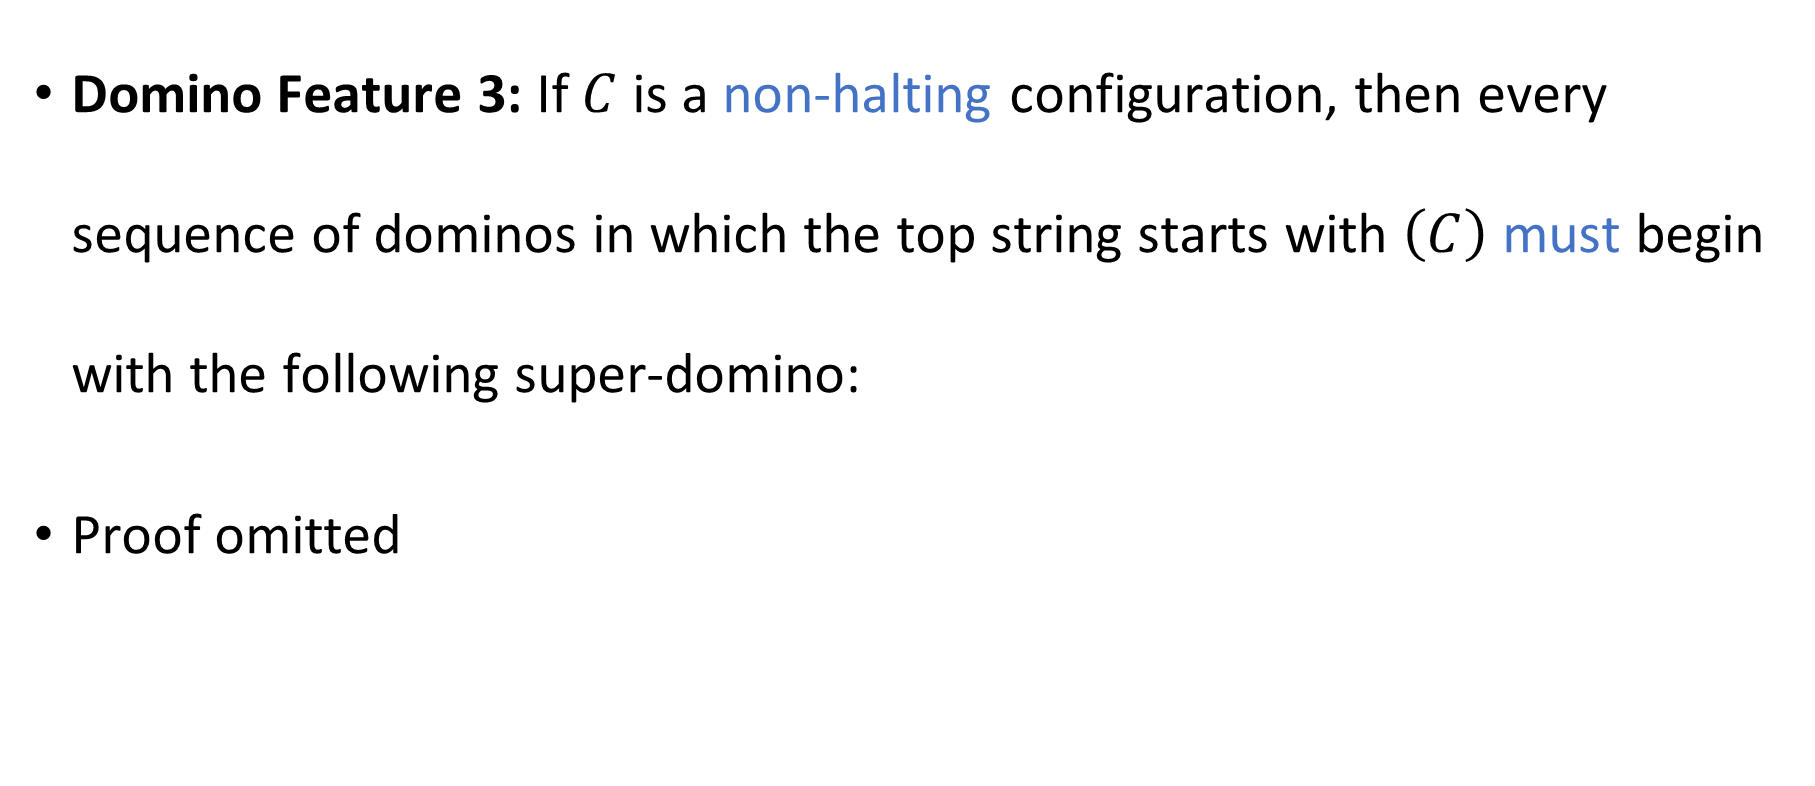 • Domino Feature 3: If 𝐶 is a non-halting configuration, then every
sequence of dominos in which the top string starts with (𝐶) must begin
with the following super-domino:
• Proof omitted